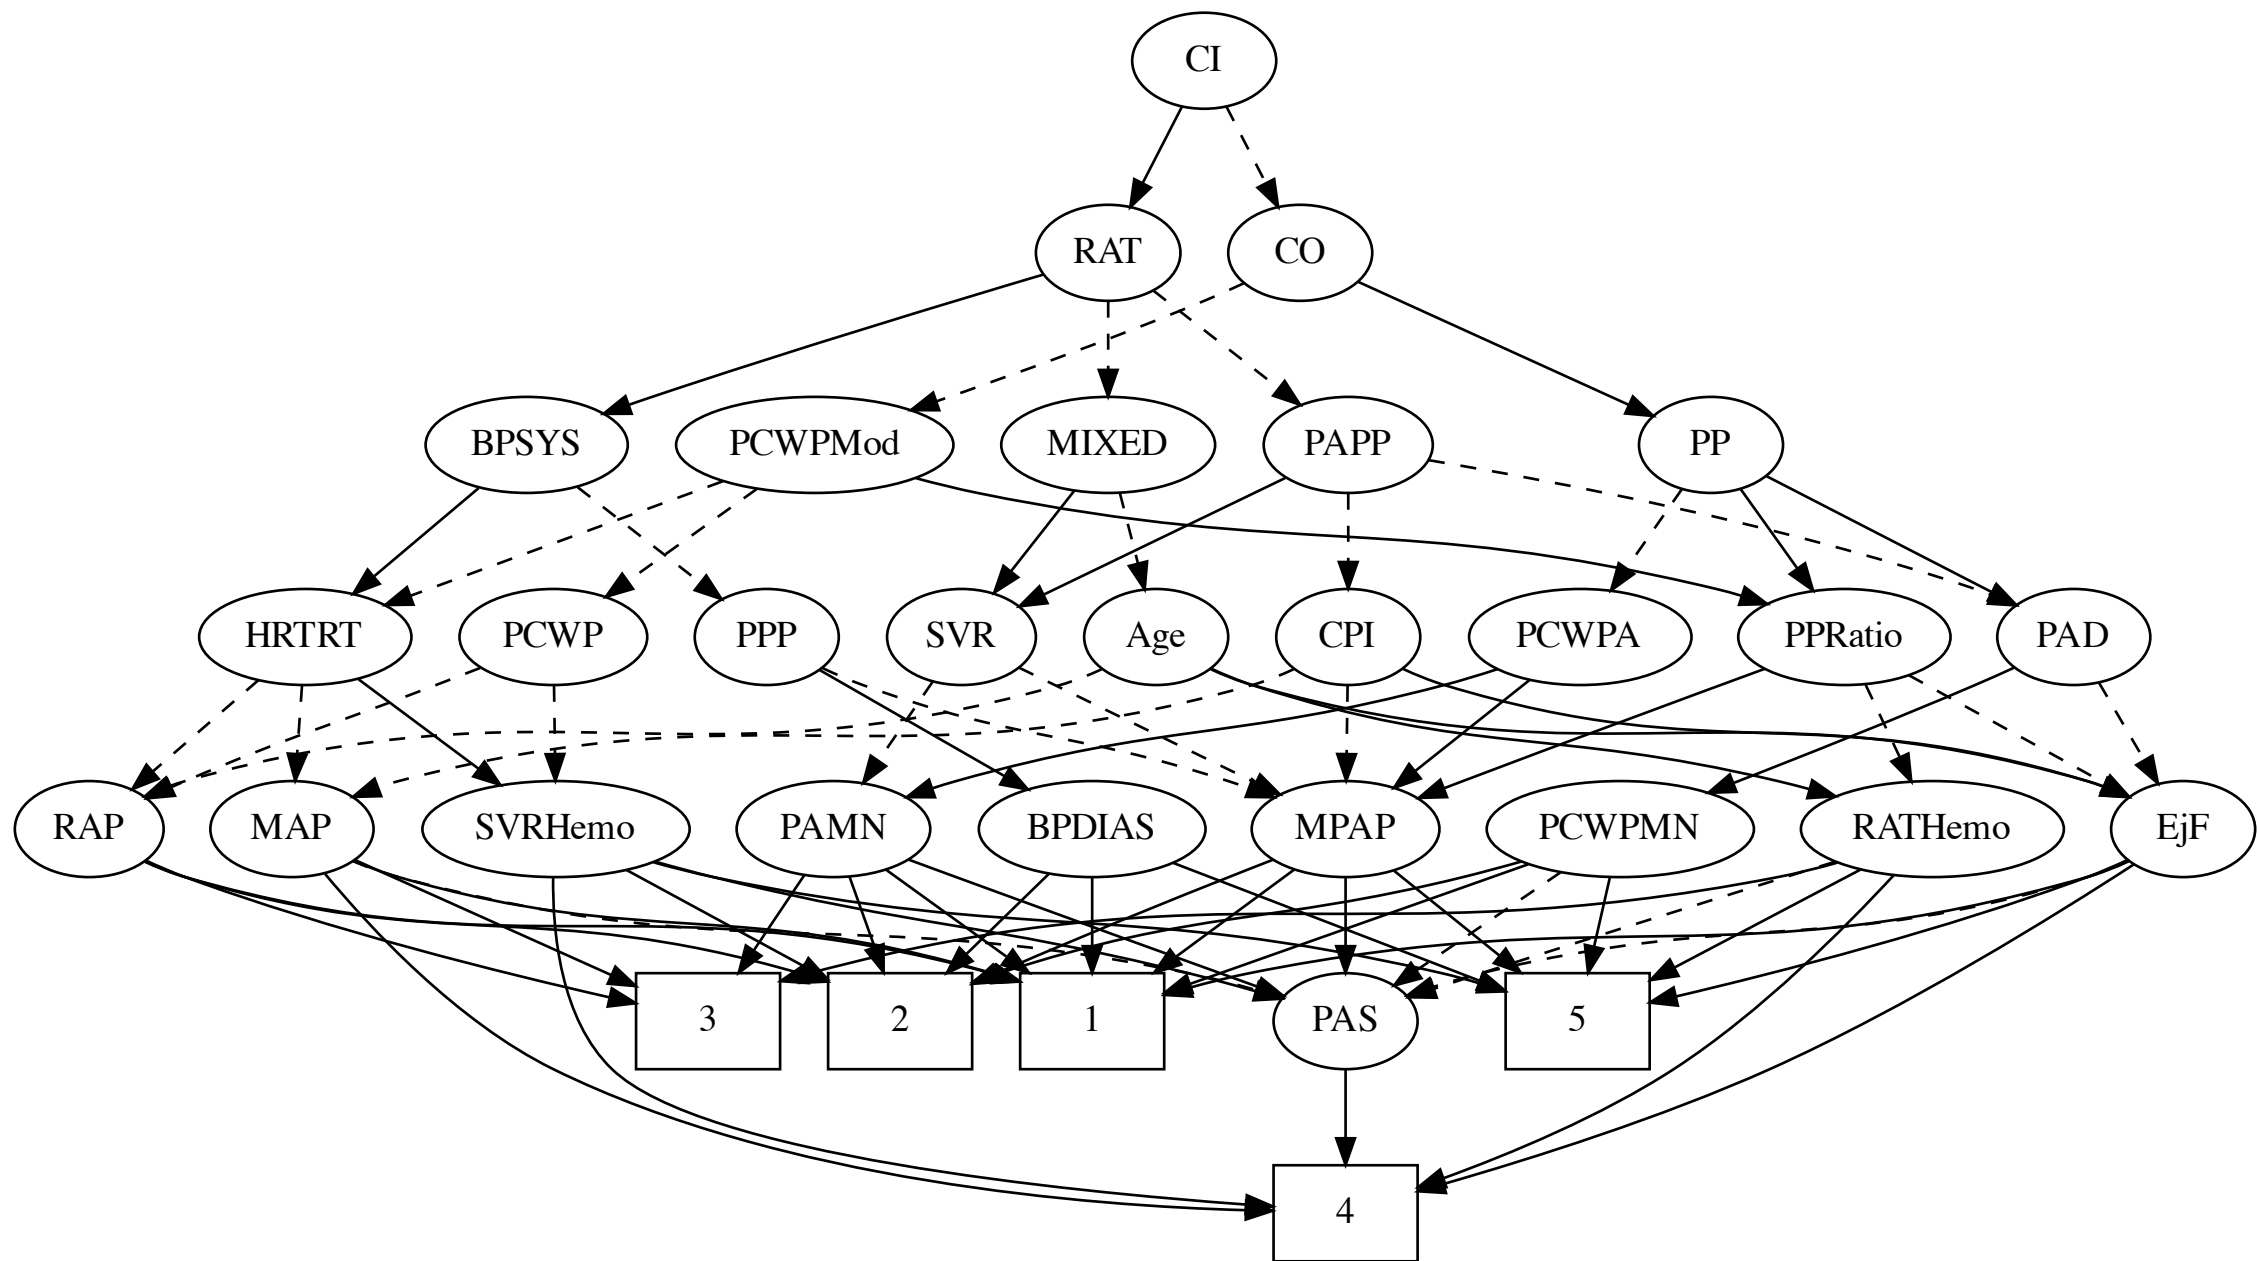 CI
RAT
CO
BPSYS
PCWPMod
MIXED
PAPP
PP
HRTRT
PCWP
PPP
SVR
Age
CPI
PCWPA
PPRatio
PAD
RAP
MAP
SVRHemo
PAMN
BPDIAS
MPAP
PCWPMN
RATHemo
EjF
3
2
1
PAS
5
4